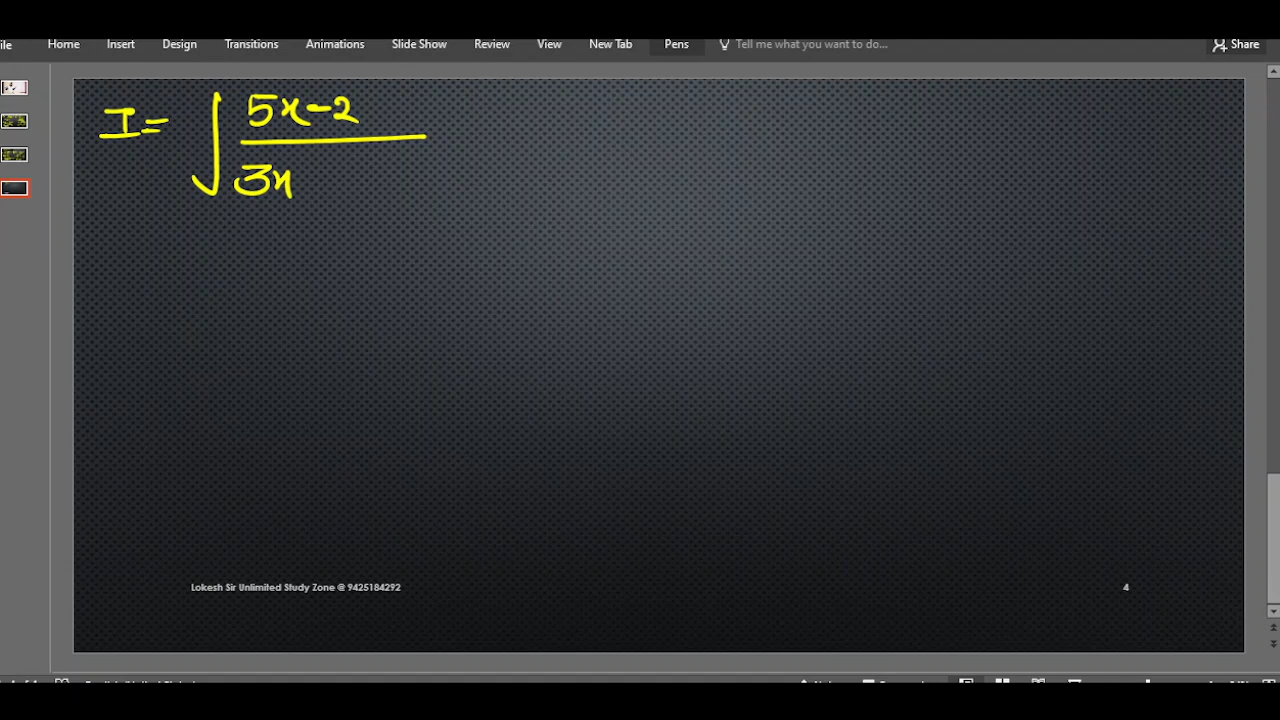 ile Home Insert Design Transitions Animations Slide Show Review View New Tab Pens Tell me what you want to do... Share
I= ∫ 5x-2
3x
Lokesh Sir Unlimited Study Zone @ 9425184292 4